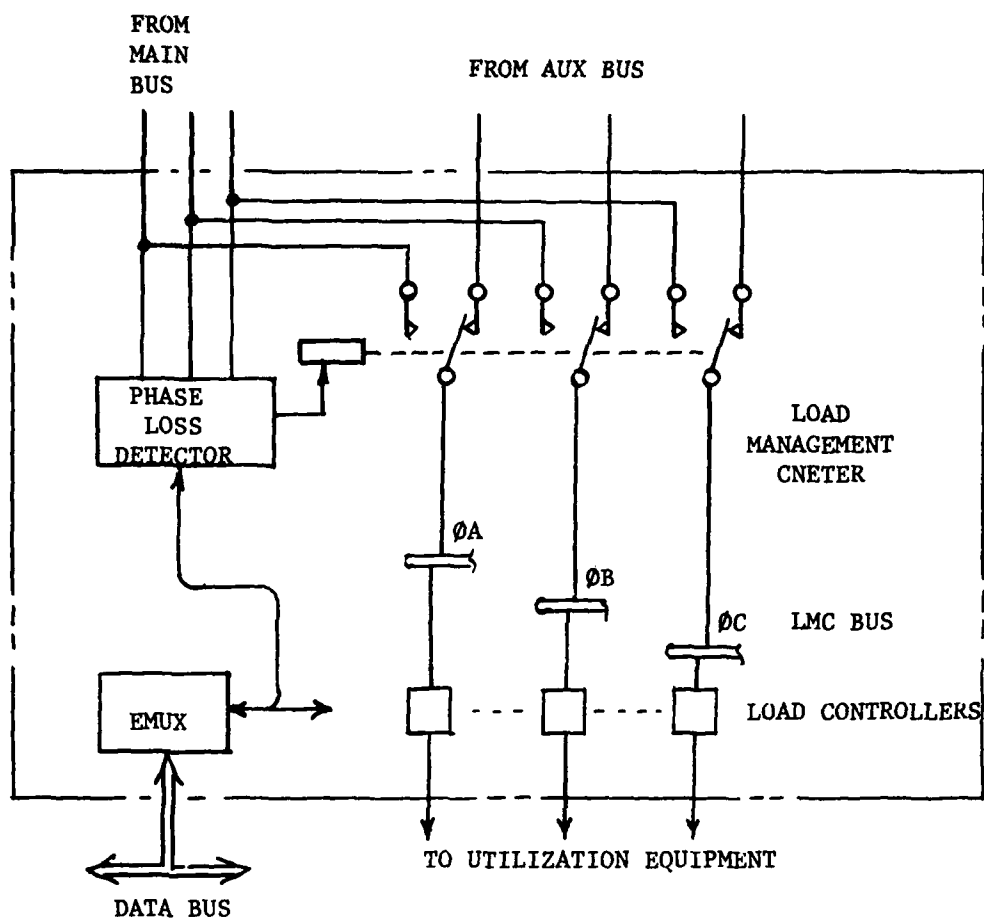 FROM
MAIN
BUS
FROM AUX BUS
PHASE
LOSS
DETECTOR
LOAD
MANAGEMENT
CNETER
ØA
ØB
ØC
LMC BUS
EMUX
LOAD CONTROLLERS
TO UTILIZATION EQUIPMENT
DATA BUS